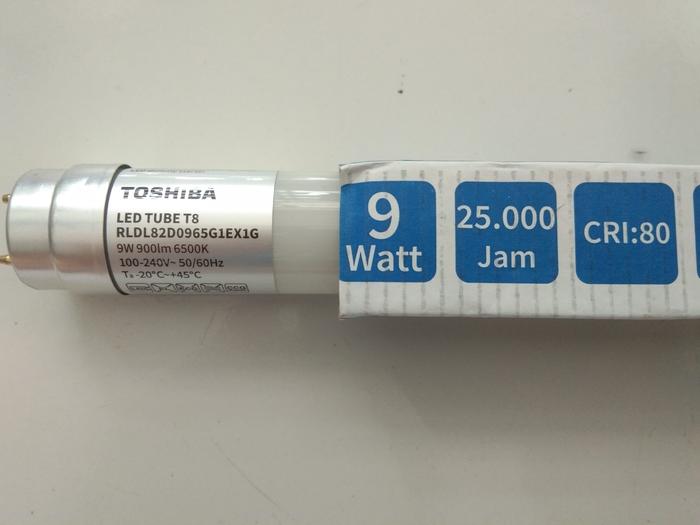 TOSHIBA
LED TUBE T8
RLDL82D0965G1EX1G
9W 900lm 6500K
100-240V~ 50/60Hz
Ta -20°C~+45°C
9
Watt
25.000
Jam
CRI:80